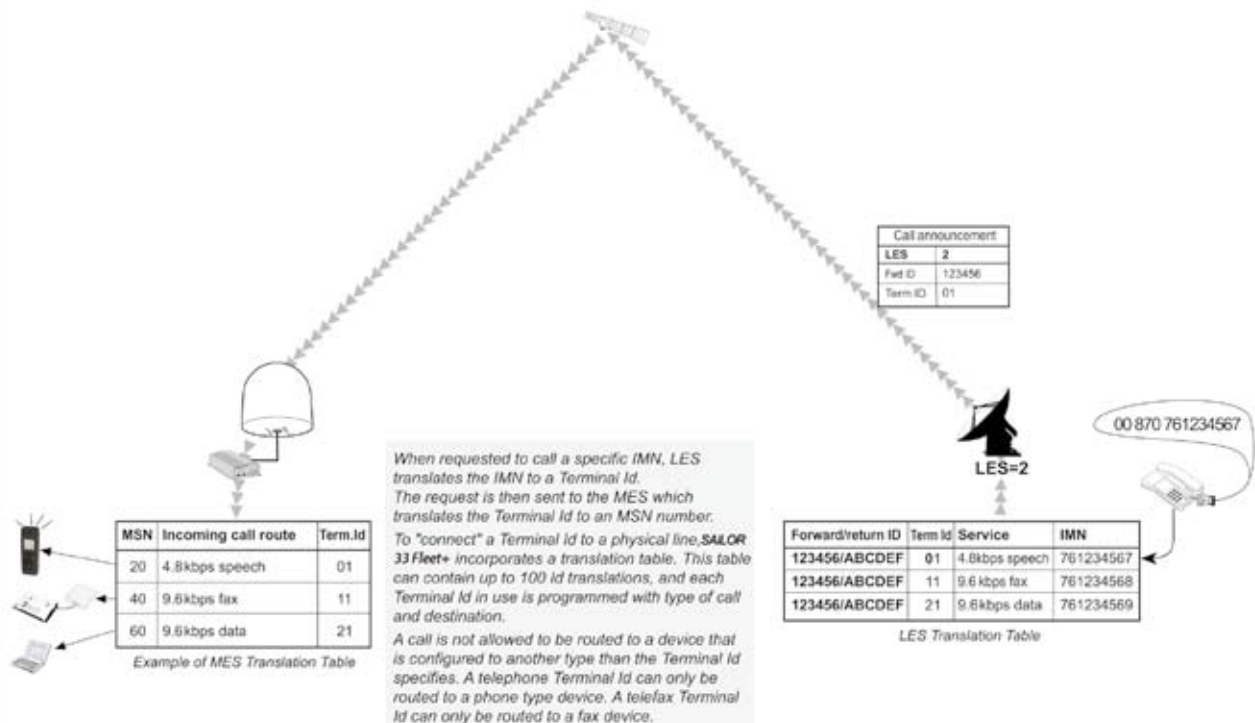 Call announcement
LES 2
Fwd ID 123456
Term ID 01
00 870 761234567
LES=2
When requested to call a specific IMN, LES
translates the IMN to a Terminal Id.
The request is then sent to the MES which
translates the Terminal Id to an MSN number.
To "connect" a Terminal Id to a physical line,SAILOR
33 Fleet+ incorporates a translation table. This table
can contain up to 100 Id translations, and each
Terminal Id in use is programmed with type of call
and destination.
A call is not allowed to be routed to a device that
is configured to another type than the Terminal Id
specifies. A telephone Terminal Id can only be
routed to a phone type device. A telefax Terminal
Id can only be routed to a fax device.
MSN Incoming call route Term.Id
20 4.8kbps speech 01
40 9.6kbps fax 11
60 9.6kbps data 21
Example of MES Translation Table
Forward/return ID Term Id Service IMN
123456/ABCDEF 01 4.8kbps speech 761234567
123456/ABCDEF 11 9.6 kbps fax 761234568
123456/ABCDEF 21 9.6kbps data 761234569
LES Translation Table